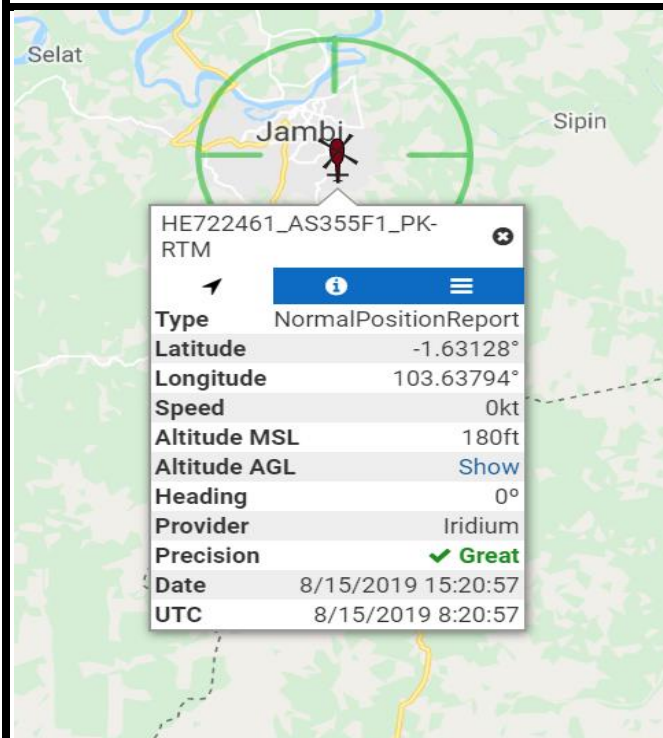 Selat
Jambi
Sipin
HE722461_AS355F1_PK-
RTM
Type NormalPositionReport
Latitude -1.63128°
Longitude 103.63794°
Speed 0kt
Altitude MSL 180ft
Altitude AGL Show
Heading 0º
Provider Iridium
Precision ✔ Great
Date 8/15/2019 15:20:57
UTC 8/15/2019 8:20:57